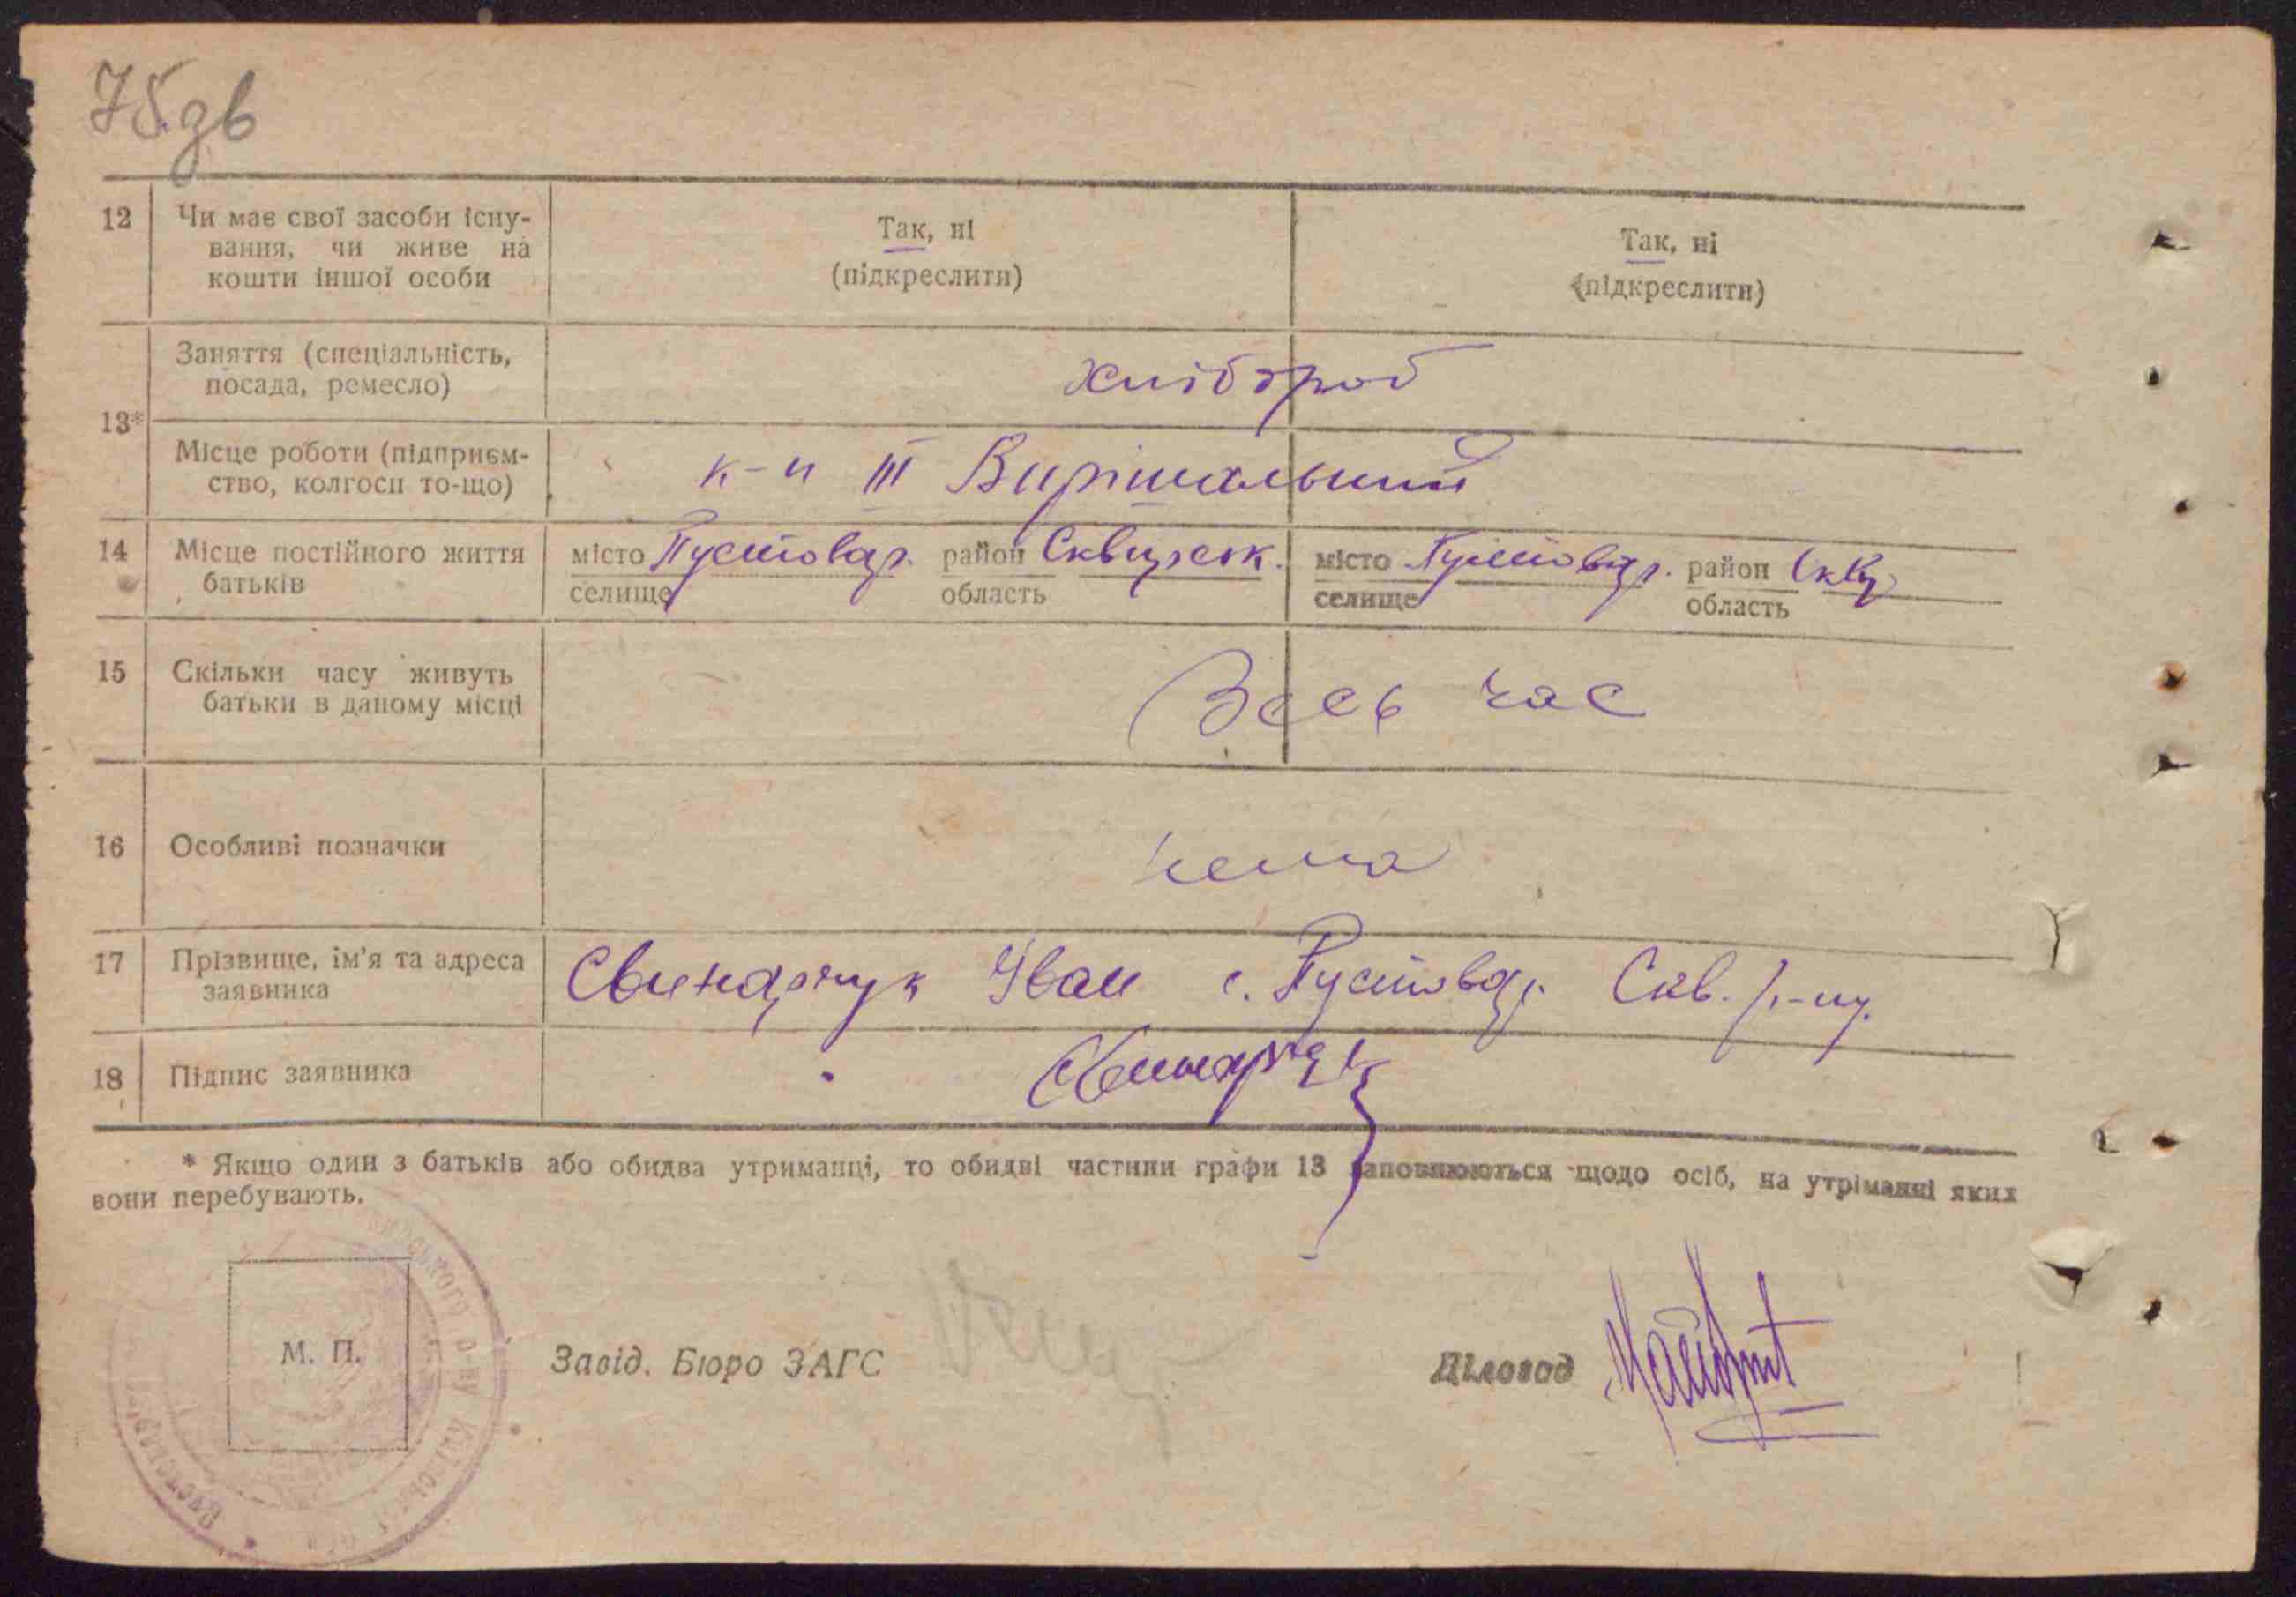 75зв
12
Чи має свої засоби існу-
вання, чи живе на
кошти іншої особи
Так, ні
(підкреслити)
Так, ні
(підкреслити)
13*
Заняття (спеціальність,
посада, ремесло)
хлібороб
Місце роботи (підприєм-
ство, колгосп то-що)
к-п III Вирішальний
14
Місце постійного життя
батьків
місто Пустовар. район Сквирськ.
селище область
місто Пустовар. район Скв
селище область
15
Скільки часу живуть
батьки в даному місці
Весь час
16
Особливі позначки
нема
17
Прізвище, ім'я та адреса
заявника
Свинарчук Іван с. Пустовар. Скв. р-ну.
18
Підпис заявника
Свинарчук
* Якщо один з батьків або обидва утриманці, то обидві частини графи 13 заповнюються щодо осіб, на утріманні яких
вони перебувають.
М. П.
Завід. Бюро ЗАГС
Діловод